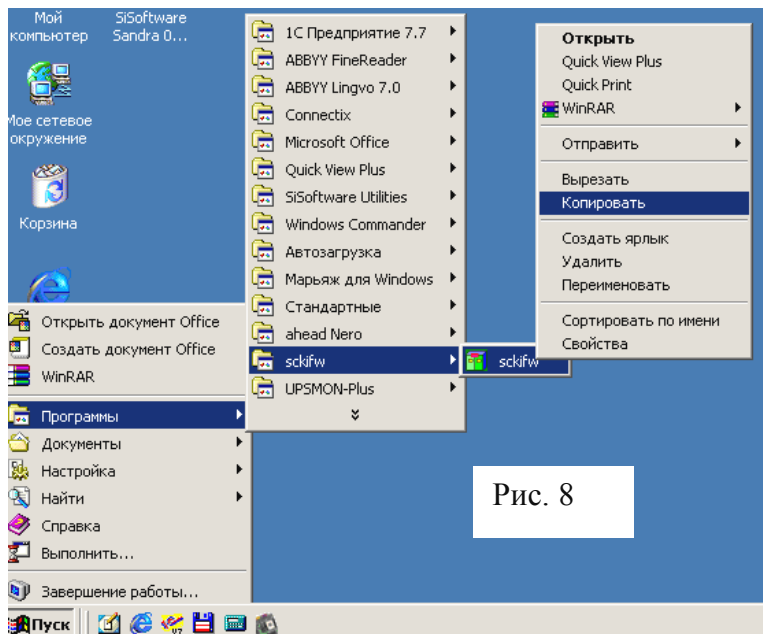 Мой
компьютер
SiSoftware
Sandra 0...
Мое сетевое
окружение
Корзина
Открыть документ Office
Создать документ Office
WinRAR
Программы
Документы
Настройка
Найти
Справка
Выполнить...
Завершение работы...
Пуск
1С Предприятие 7.7
ABBYY FineReader
ABBYY Lingvo 7.0
Connectix
Microsoft Office
Quick View Plus
SiSoftware Utilities
Windows Commander
Автозагрузка
Марьяж для Windows
Стандартные
ahead Nero
sckifw
UPSMON-Plus
sckifw
Открыть
Quick View Plus
Quick Print
WinRAR
Отправить
Вырезать
Копировать
Создать ярлык
Удалить
Переименовать
Сортировать по имени
Свойства
Рис. 8